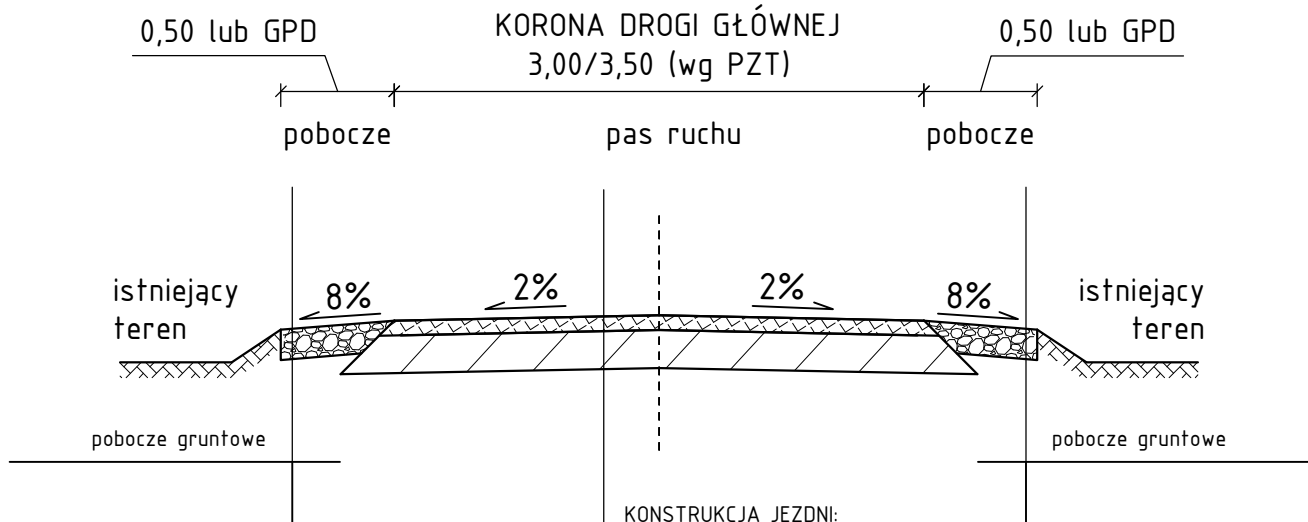 0,50 lub GPD
KORONA DROGI GŁÓWNEJ
3,00/3,50 (wg PZT)
0,50 lub GPD
pobocze
pas ruchu
pobocze
istniejący
teren
8%
2%
2%
8%
istniejący
teren
pobocze gruntowe
pobocze gruntowe
KONSTRUKCJA JEZDNI: